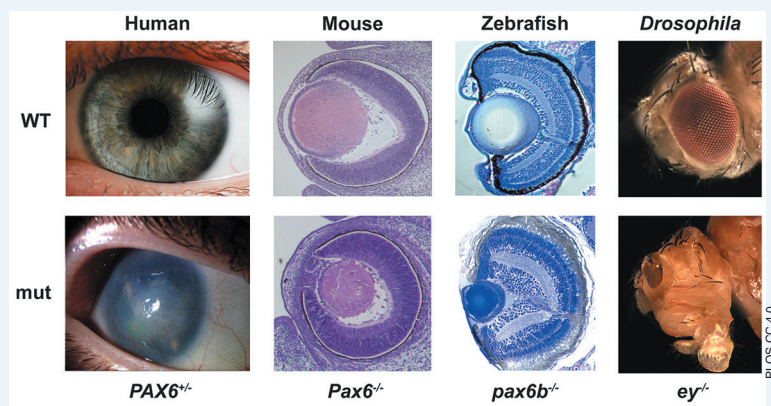 Human Mouse Zebrafish Drosophila
WT
mut
PAX6+/- Pax6-/- pax6b-/- ey-/-
PLOS CC 4.0